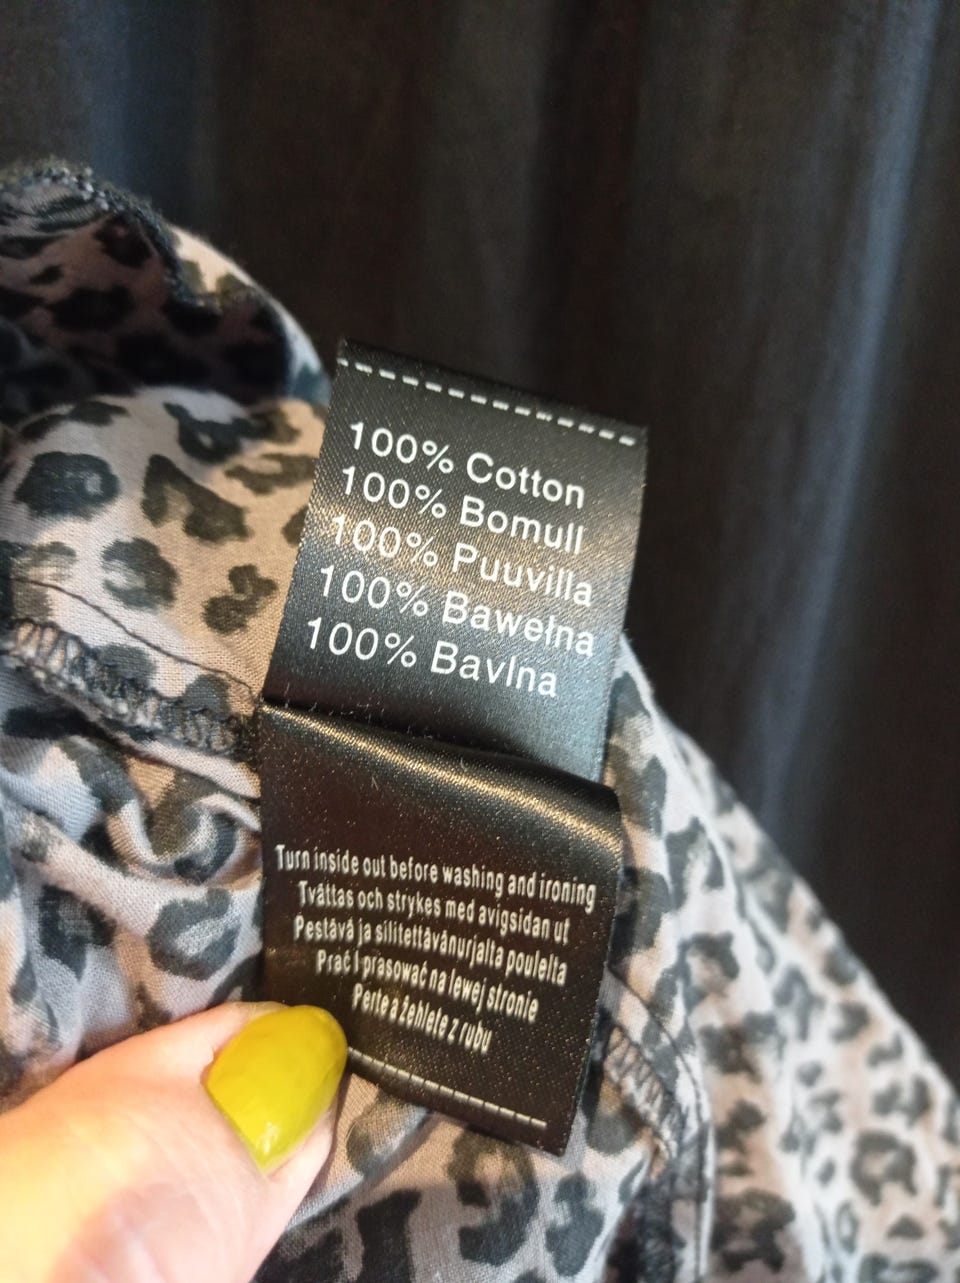 100% Cotton
100% Bomull
100% Puuvilla
100% Bawełna
100% Bavlna
Turn inside out before washing and ironing
Tvättas och strykes med avigsidan ut
Pestävä ja silitettävänurjalta poulelta
Prać I prasować na lewej stronie
Perte a žehlete z rubu